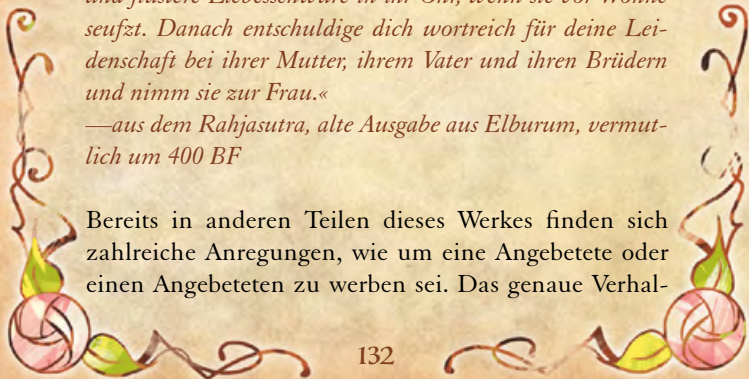 und flüstere Liebesschwüre in ihr Ohr, wenn sie vor Wonne
seufzt. Danach entschuldige dich wortreich für deine Lei-
denschaft bei ihrer Mutter, ihrem Vater und ihren Brüdern
und nimm sie zur Frau.«
—aus dem Rahjasutra, alte Ausgabe aus Elburum, vermut-
lich um 400 BF
Bereits in anderen Teilen dieses Werkes finden sich
zahlreiche Anregungen, wie um eine Angebetete oder
einen Angebeteten zu werben sei. Das genaue Verhal-
132